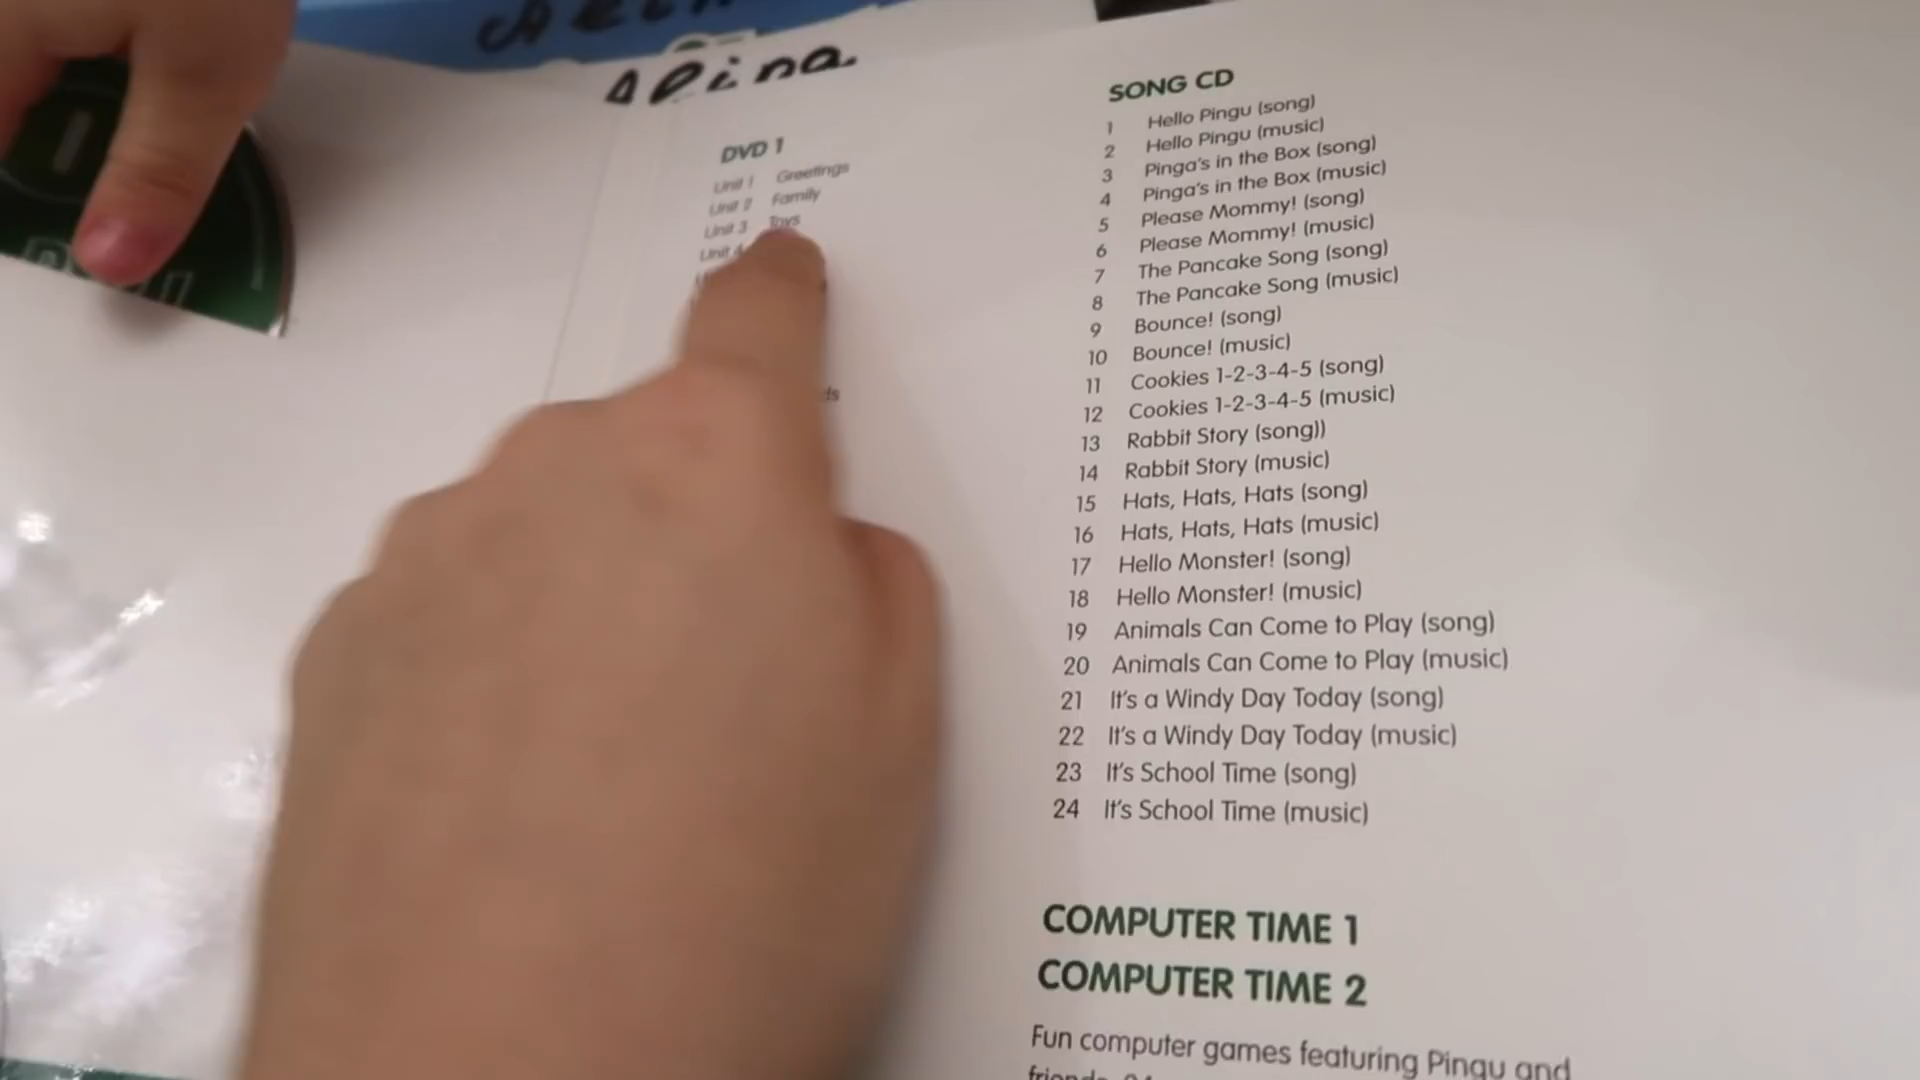 Alina
DVD 1
Unit 1 Greetings
Unit 2 Family
Unit 3 Toys
Unit 4
SONG CD
1 Hello Pingu (song)
2 Hello Pingu (music)
3 Pinga's in the Box (song)
4 Pinga's in the Box (music)
5 Please Mommy! (song)
6 Please Mommy! (music)
7 The Pancake Song (song)
8 The Pancake Song (music)
9 Bounce! (song)
10 Bounce! (music)
11 Cookies 1-2-3-4-5 (song)
12 Cookies 1-2-3-4-5 (music)
13 Rabbit Story (song))
14 Rabbit Story (music)
15 Hats, Hats, Hats (song)
16 Hats, Hats, Hats (music)
17 Hello Monster! (song)
18 Hello Monster! (music)
19 Animals Can Come to Play (song)
20 Animals Can Come to Play (music)
21 It's a Windy Day Today (song)
22 It's a Windy Day Today (music)
23 It's School Time (song)
24 It's School Time (music)
COMPUTER TIME 1
COMPUTER TIME 2
Fun computer games featuring Pingu and